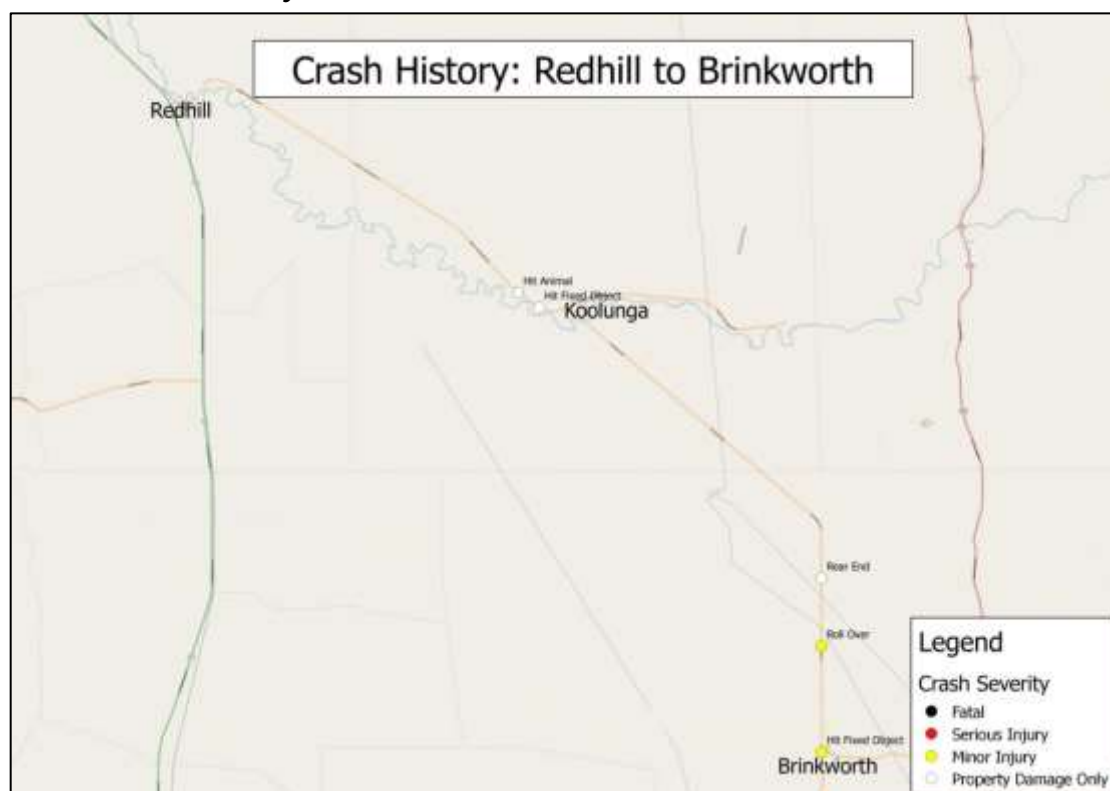 Crash History: Redhill to Brinkworth
Redhill
Hit Animal
Hit Fixed Object
Koolunga
Rear End
Roll Over
Hit Fixed Object
Brinkworth
Legend
Crash Severity
Fatal
Serious Injury
Minor Injury
Property Damage Only